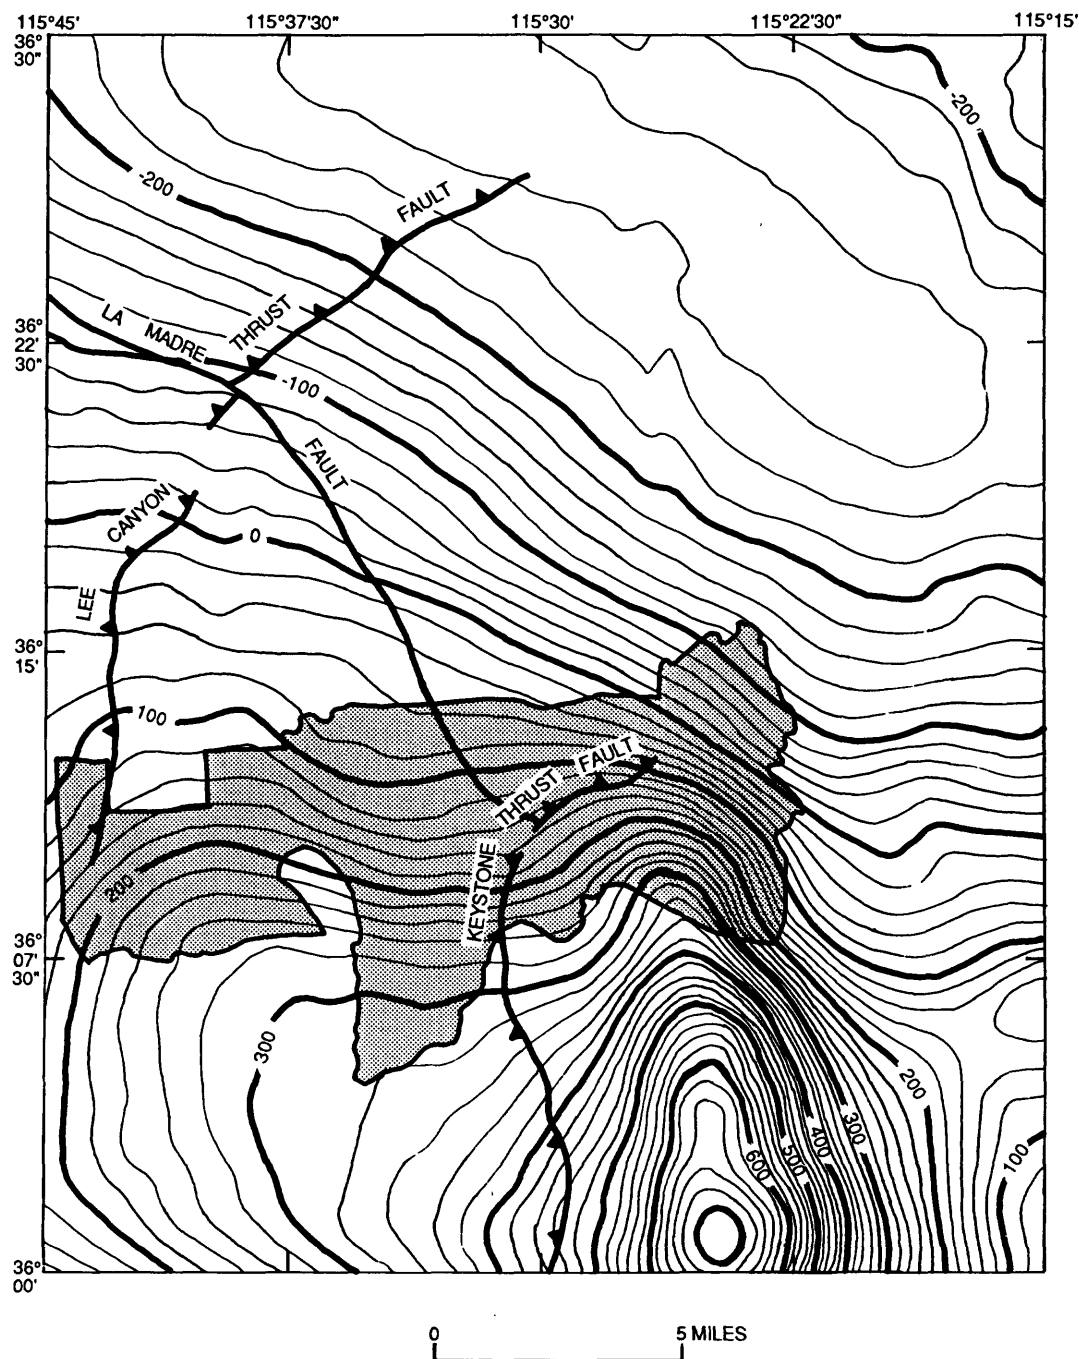 115°45' 115°37'30" 115°30' 115°22'30" 115°15'
36°
30"
-200
-200
FAULT
THRUST
LA MADRE
36°
22'
30"
-100
FAULT
CANYON
0
LEE
36°
15'
100
FAULT
THRUST
KEYSTONE
200
36°
07'
30"
300
200
300
400
500
600
100
36°
00'
0 5 MILES